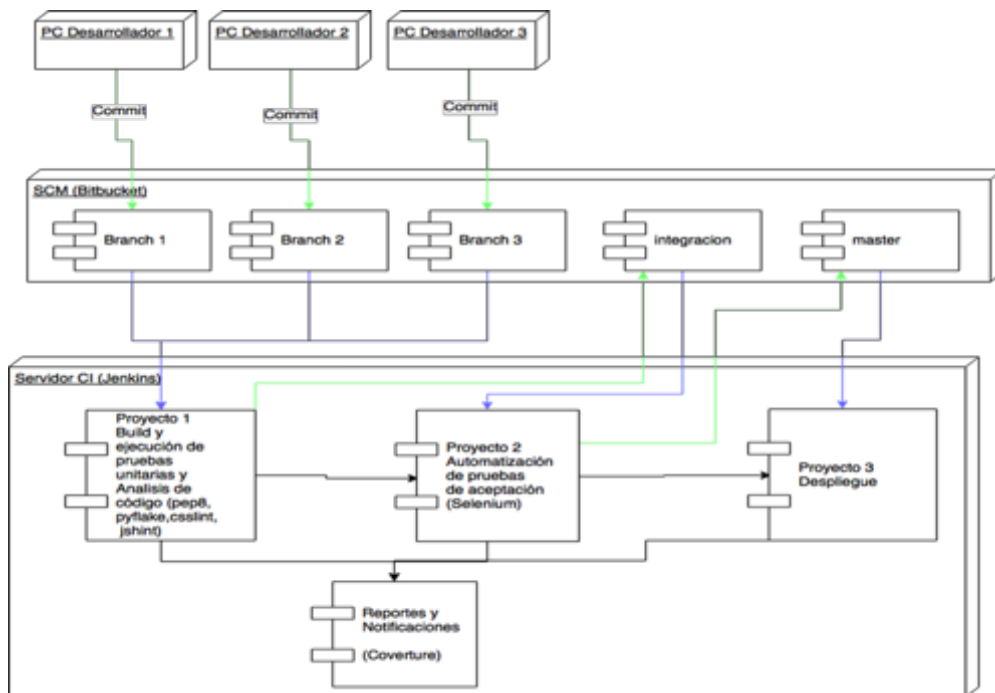 PC Desarrollador 1
PC Desarrollador 2
PC Desarrollador 3
Commit
Commit
Commit
SCM (Bitbucket)
Branch 1
Branch 2
Branch 3
integracion
master
Servidor CI (Jenkins)
Proyecto 1
Build y
ejecución de
pruebas
unitarias y
Analisis de
código (pep8,
pyflake,csslint,
jshint)
Proyecto 2
Automatización
de pruebas
de aceptación
(Selenium)
Proyecto 3
Despliegue
Reportes y
Notificaciones
(Coverture)